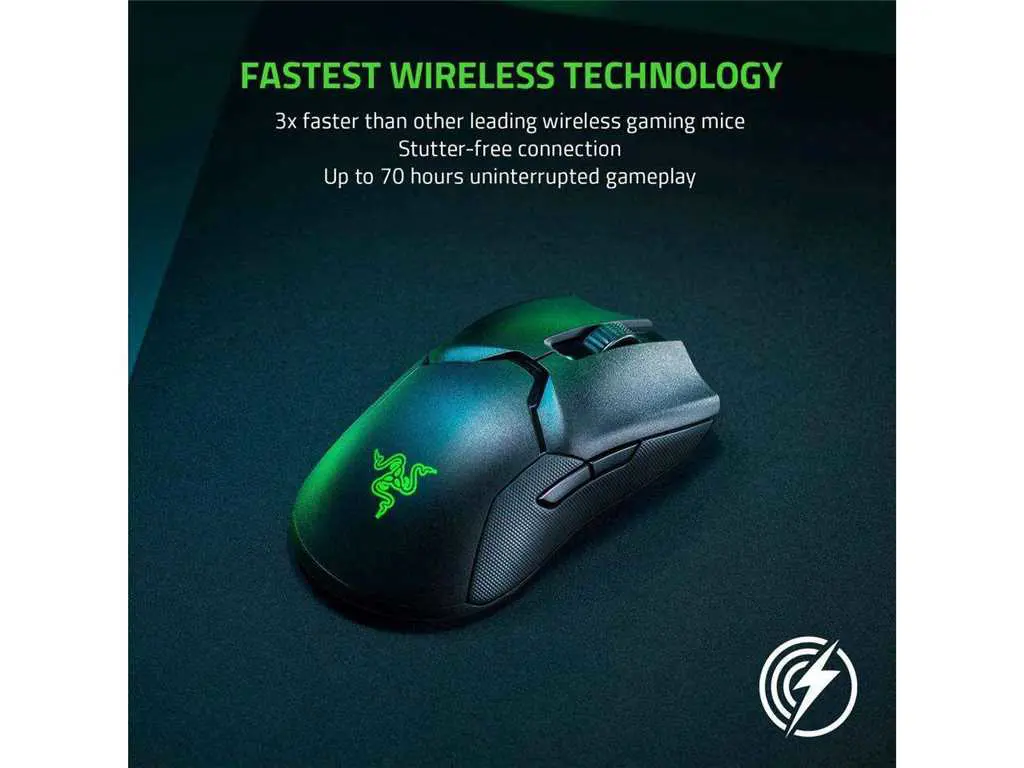 FASTEST WIRELESS TECHNOLOGY
3x faster than other leading wireless gaming mice
Stutter-free connection
Up to 70 hours uninterrupted gameplay